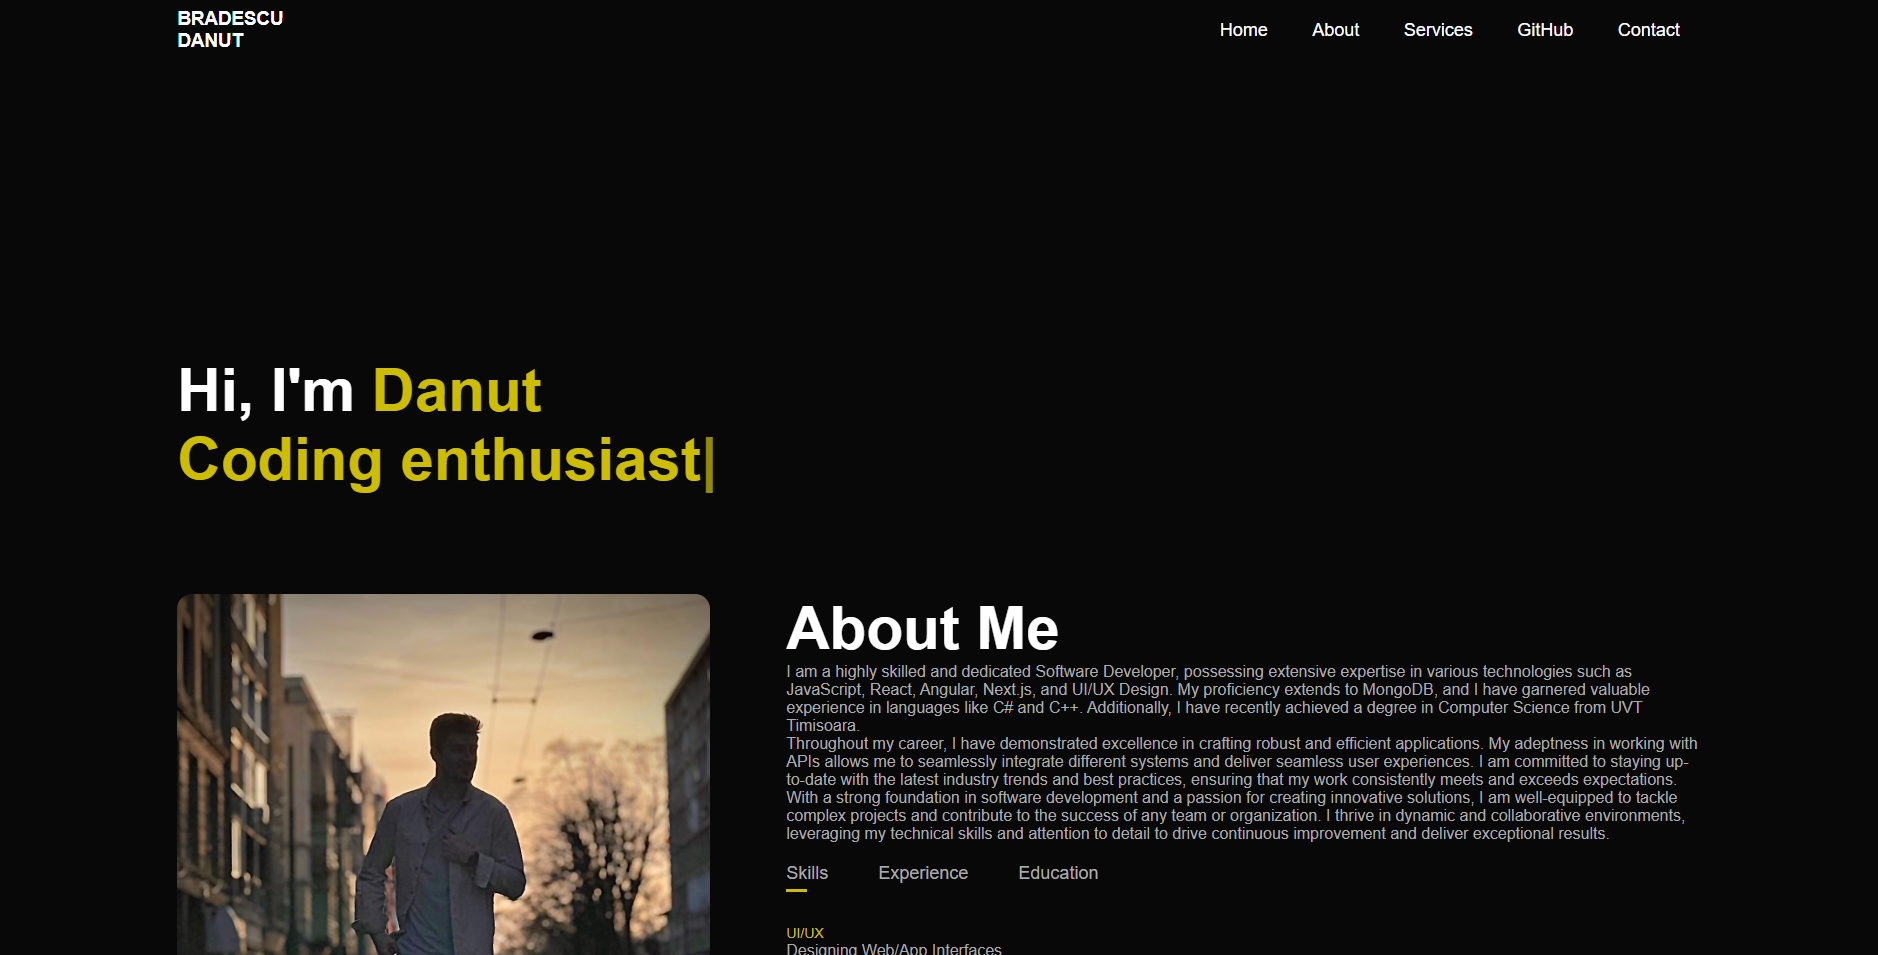 BRADESCU
DANUT
Home
About
Services
GitHub
Contact
Hi, I'm Danut
Coding enthusiast|
About Me
I am a highly skilled and dedicated Software Developer, possessing extensive expertise in various technologies such as
JavaScript, React, Angular, Next.js, and UI/UX Design. My proficiency extends to MongoDB, and I have garnered valuable
experience in languages like C# and C++. Additionally, I have recently achieved a degree in Computer Science from UVT
Timisoara.
Throughout my career, I have demonstrated excellence in crafting robust and efficient applications. My adeptness in working with
APIs allows me to seamlessly integrate different systems and deliver seamless user experiences. I am committed to staying up-
to-date with the latest industry trends and best practices, ensuring that my work consistently meets and exceeds expectations.
With a strong foundation in software development and a passion for creating innovative solutions, I am well-equipped to tackle
complex projects and contribute to the success of any team or organization. I thrive in dynamic and collaborative environments,
leveraging my technical skills and attention to detail to drive continuous improvement and deliver exceptional results.
Skills
Experience
Education
UI/UX
Designing Web/App Interfaces